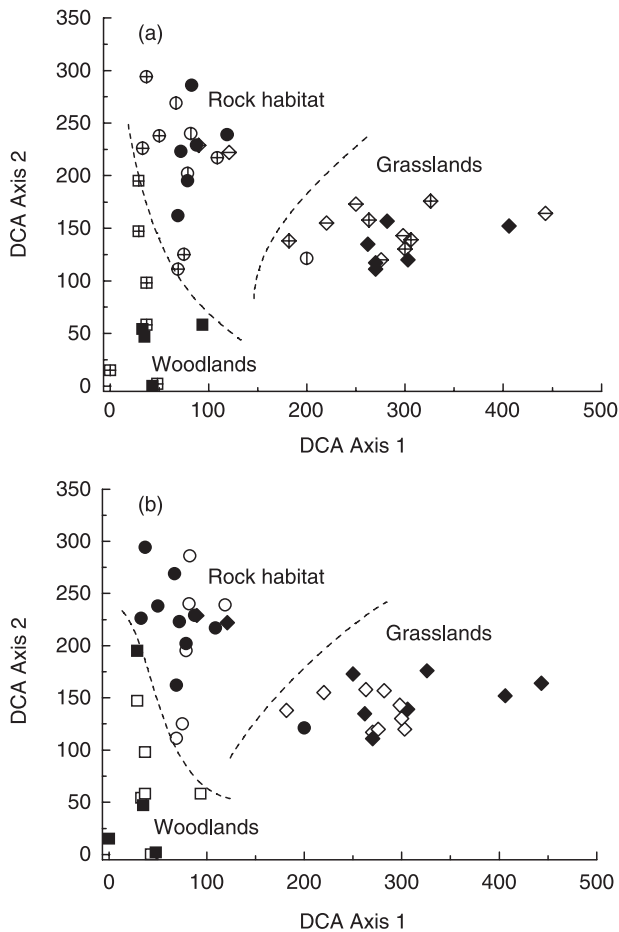 (a)
350
300
250
200
150
100
50
0
DCA Axis 2
Rock habitat
Grasslands
Woodlands
0 100 200 300 400 500
DCA Axis 1
(b)
350
300
250
200
150
100
50
0
DCA Axis 2
Rock habitat
Grasslands
Woodlands
0 100 200 300 400 500
DCA Axis 1